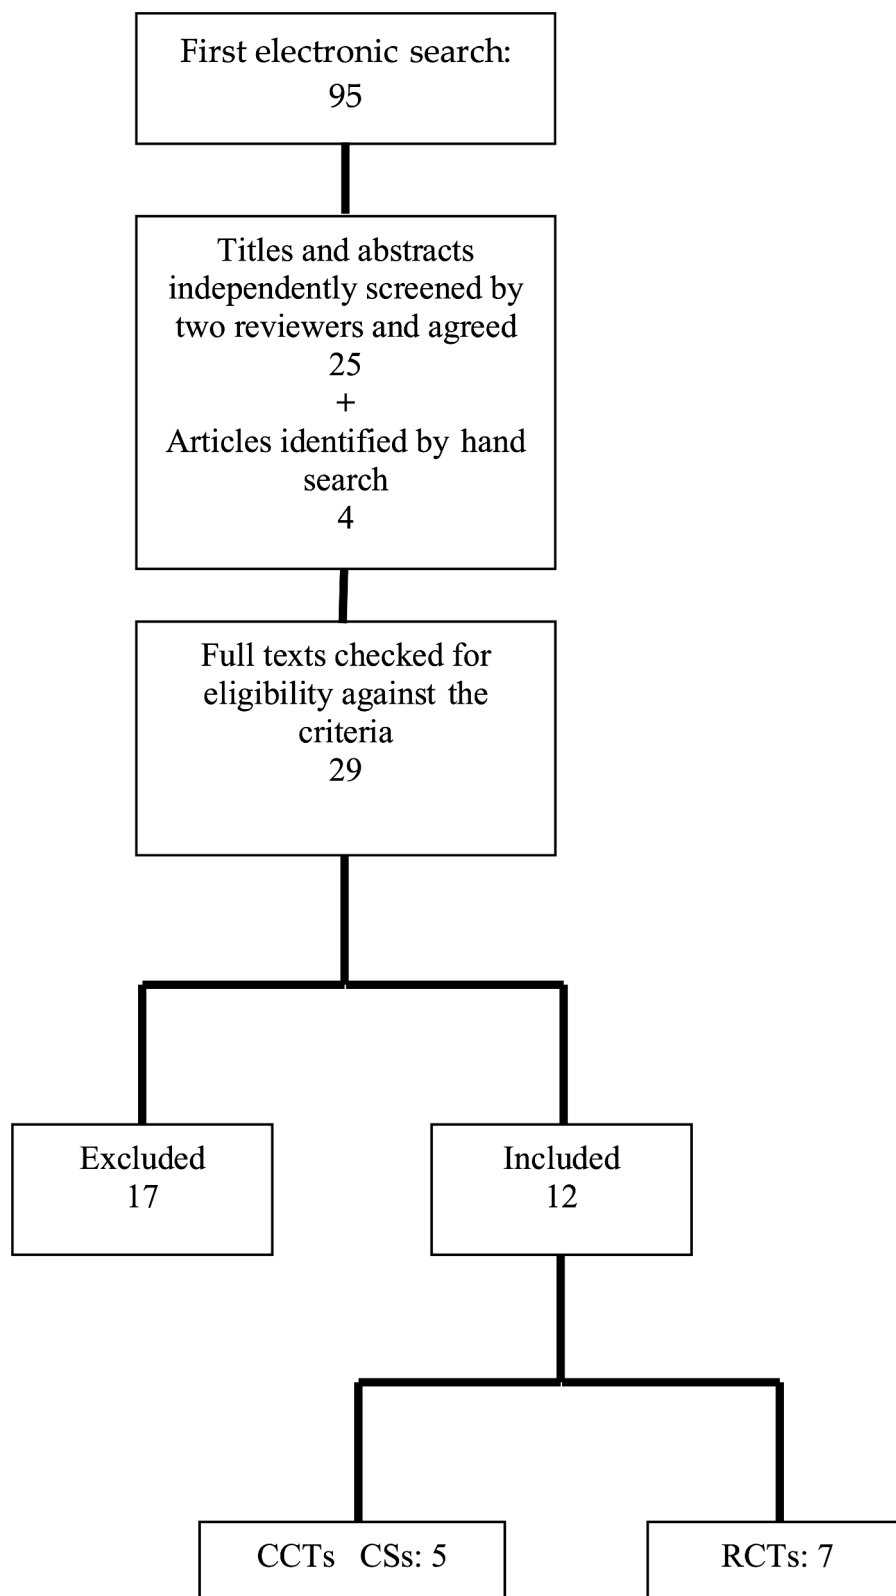 First electronic search:
95
Titles and abstracts
independently screened by
two reviewers and agreed
25
+
Articles identified by hand
search
4
Full texts checked for
eligibility against the
criteria
29
Excluded
17
Included
12
CCTs CSs: 5
RCTs: 7